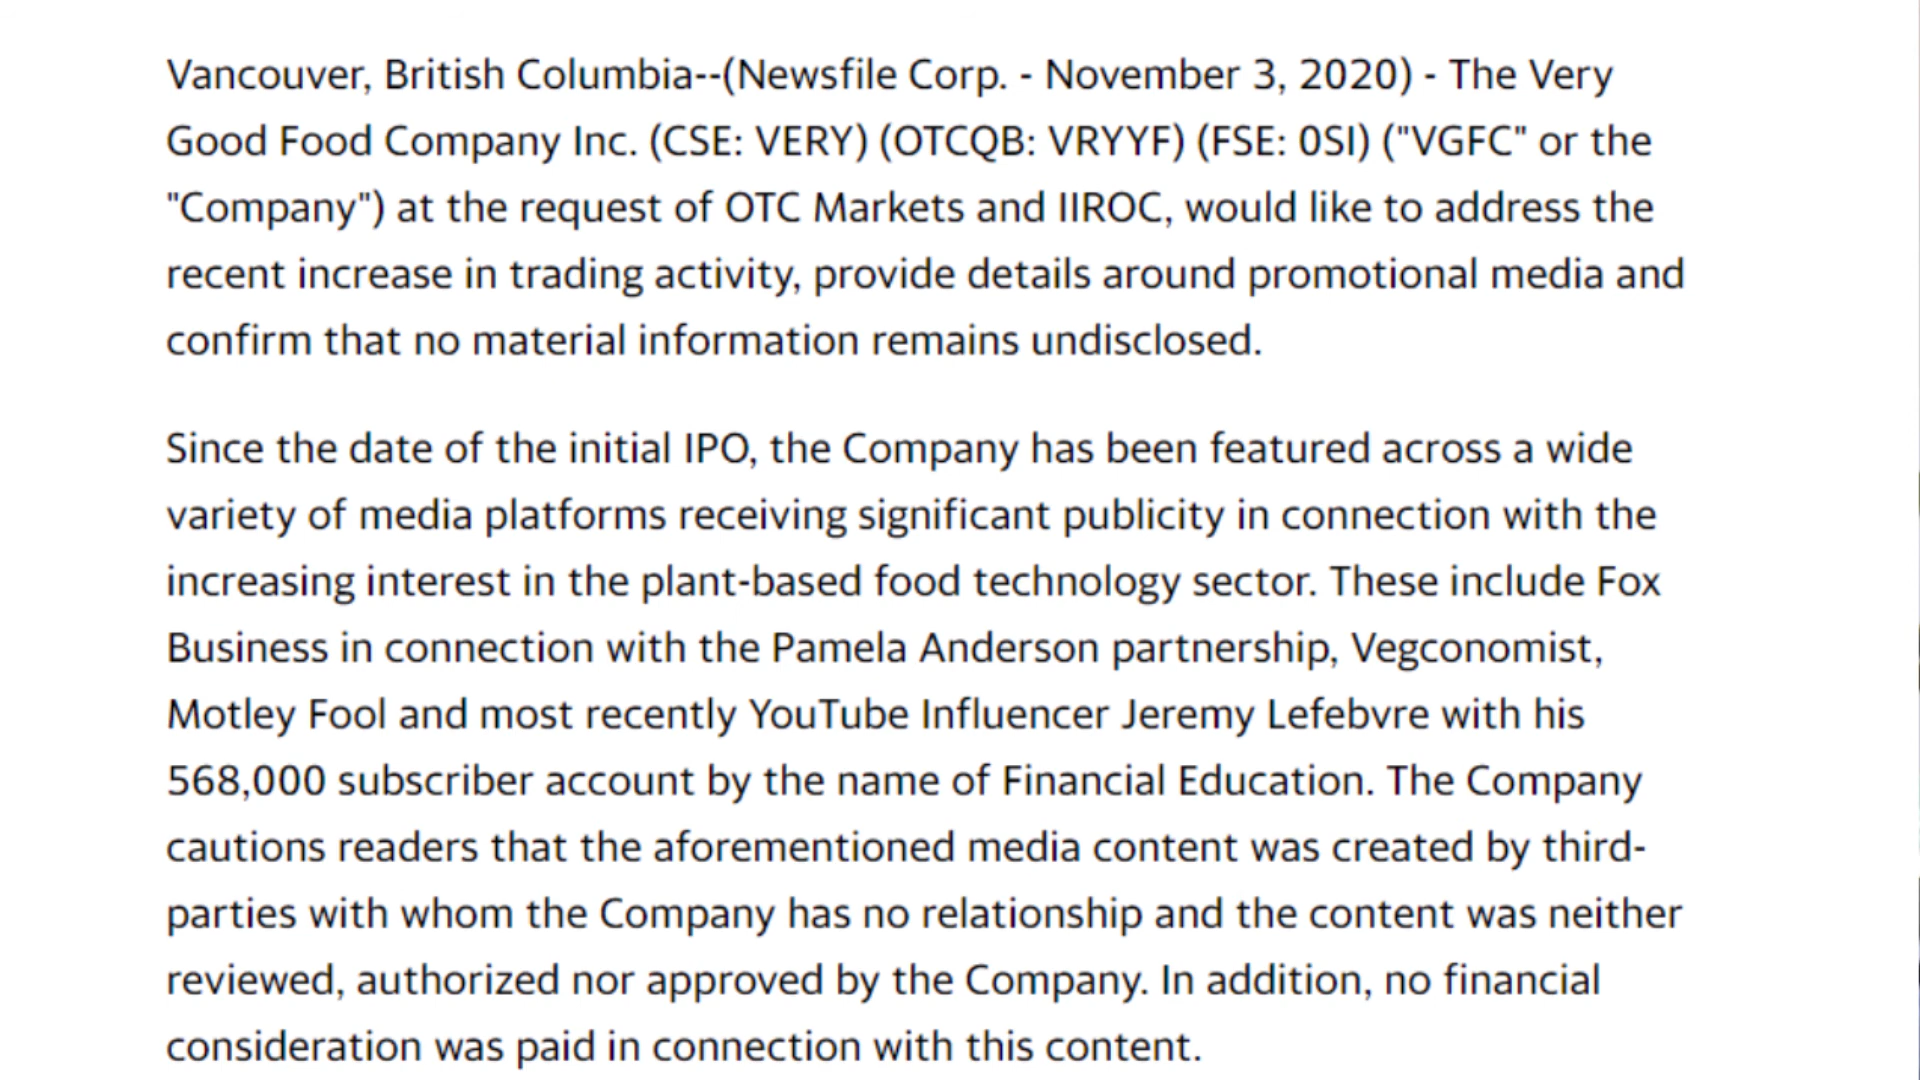 Vancouver, British Columbia--(Newsfile Corp. - November 3, 2020) - The Very
Good Food Company Inc. (CSE: VERY) (OTCQB: VRYYF) (FSE: 0SI) ("VGFC" or the
"Company") at the request of OTC Markets and IIROC, would like to address the
recent increase in trading activity, provide details around promotional media and
confirm that no material information remains undisclosed.
Since the date of the initial IPO, the Company has been featured across a wide
variety of media platforms receiving significant publicity in connection with the
increasing interest in the plant-based food technology sector. These include Fox
Business in connection with the Pamela Anderson partnership, Vegconomist,
Motley Fool and most recently YouTube Influencer Jeremy Lefebvre with his
568,000 subscriber account by the name of Financial Education. The Company
cautions readers that the aforementioned media content was created by third-
parties with whom the Company has no relationship and the content was neither
reviewed, authorized nor approved by the Company. In addition, no financial
consideration was paid in connection with this content.